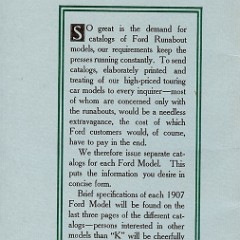 SO great is the demand for
catalogs of Ford Runabout
models, our requirements keep the
presses running constantly. To send
catalogs, elaborately printed and
treating of our high-priced touring
car models to every inquirer—most
of whom are concerned only with
the runabouts, would be a needless
extravagance, the cost of which
Ford customers would, of course,
have to pay in the end.
We therefore issue separate cat-
alogs for each Ford Model. This
puts the information you desire in
concise form.
Brief specifications of each 1907
Ford Model will be found on the
last three pages of the different cat-
alogs—persons interested in other
models than "K" will be cheerfully